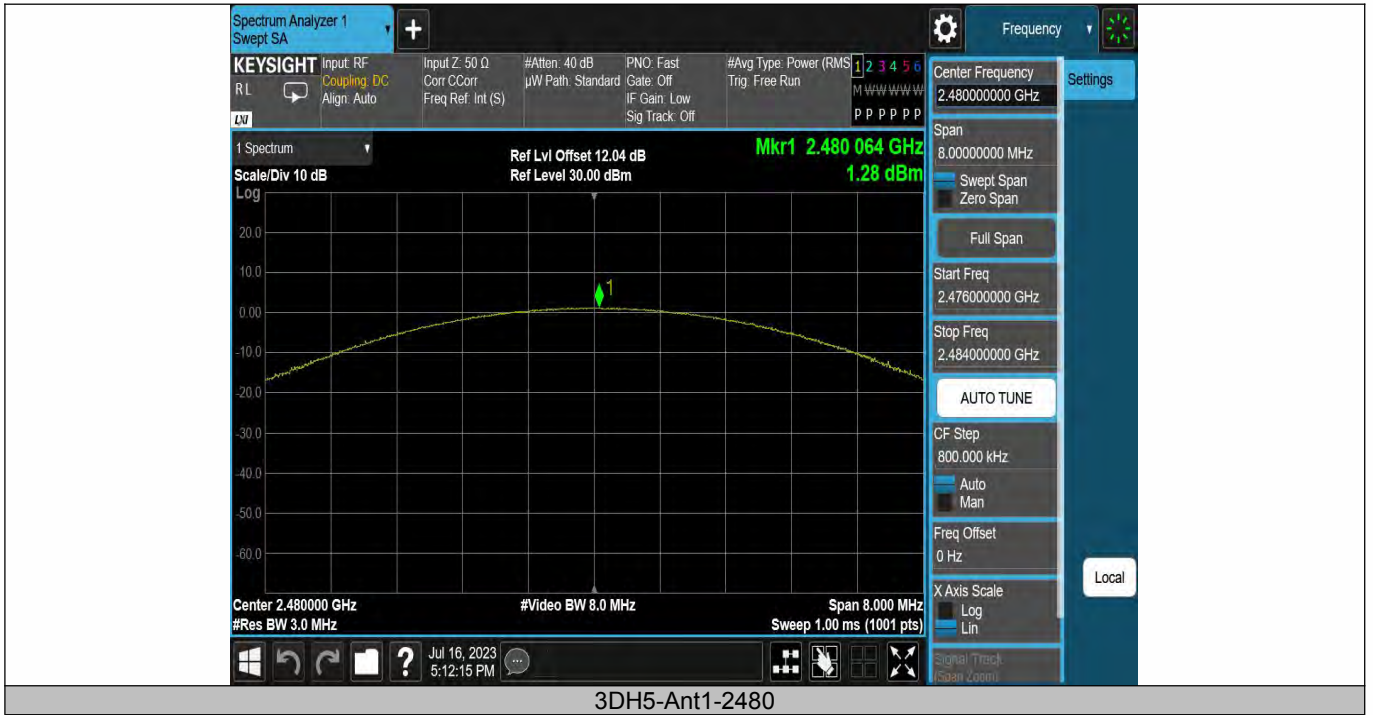 Spectrum Analyzer 1
Swept SA
+
Frequency
KEYSIGHT
RL
LXI
Input: RF
Coupling: DC
Align: Auto
Input Z: 50 Ω
Corr CCorr
Freq Ref: Int (S)
#Atten: 40 dB
µW Path: Standard
PNO: Fast
Gate: Off
IF Gain: Low
Sig Track: Off
#Avg Type: Power (RMS
Trig: Free Run
1 2 3 4 5 6
M W W W W W
P P P P P P
Center Frequency
2.480000000 GHz
Settings
1 Spectrum
Scale/Div 10 dB
Ref Lvl Offset 12.04 dB
Ref Level 30.00 dBm
Mkr1 2.480 064 GHz
1.28 dBm
Log
20.0
10.0
0.00
-10.0
-20.0
-30.0
-40.0
-50.0
-60.0
1
Span
8.00000000 MHz
Swept Span
Zero Span
Full Span
Start Freq
2.476000000 GHz
Stop Freq
2.484000000 GHz
AUTO TUNE
CF Step
800.000 kHz
Auto
Man
Freq Offset
0 Hz
X Axis Scale
Log
Lin
Signal Track
(Span Zoom)
Local
Center 2.480000 GHz
#Res BW 3.0 MHz
#Video BW 8.0 MHz
Span 8.000 MHz
Sweep 1.00 ms (1001 pts)
?
Jul 16, 2023
5:12:15 PM
3DH5-Ant1-2480